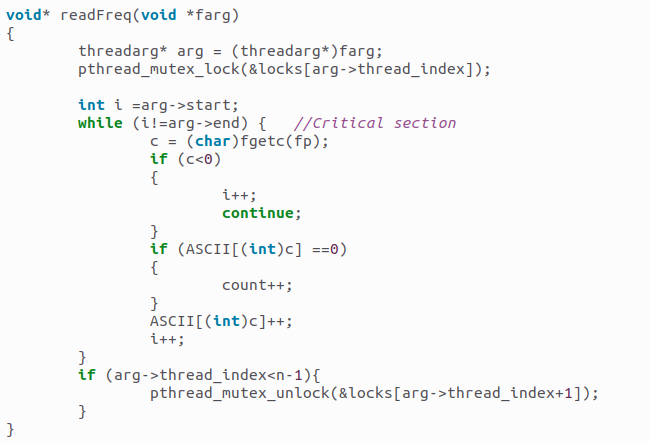 void* readFreq(void *farg)
{
        threadarg* arg = (threadarg*)farg;
        pthread_mutex_lock(&locks[arg->thread_index]);

        int i =arg->start;
        while (i!=arg->end) {   //Critical section
                c = (char)fgetc(fp);
                if (c<0)
                {
                        i++;
                        continue;
                }
                if (ASCII[(int)c] ==0)
                {
                        count++;
                }
                ASCII[(int)c]++;
                i++;
        }
        if (arg->thread_index<n-1){
                pthread_mutex_unlock(&locks[arg->thread_index+1]);
        }
}